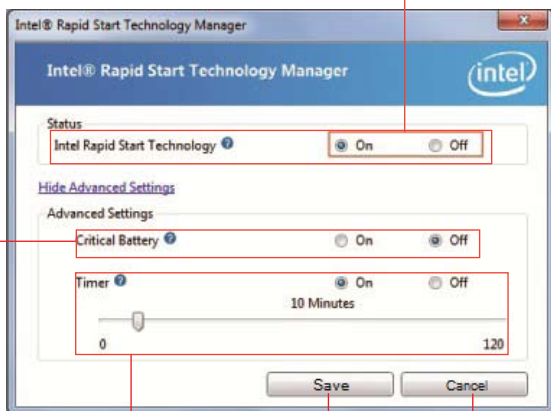 Intel® Rapid Start Technology Manager
Intel® Rapid Start Technology Manager
intel
Status
Intel Rapid Start Technology ? On Off
Hide Advanced Settings
Advanced Settings
Critical Battery ? On Off
Timer ? On Off
10 Minutes
0 120
Save Cancel